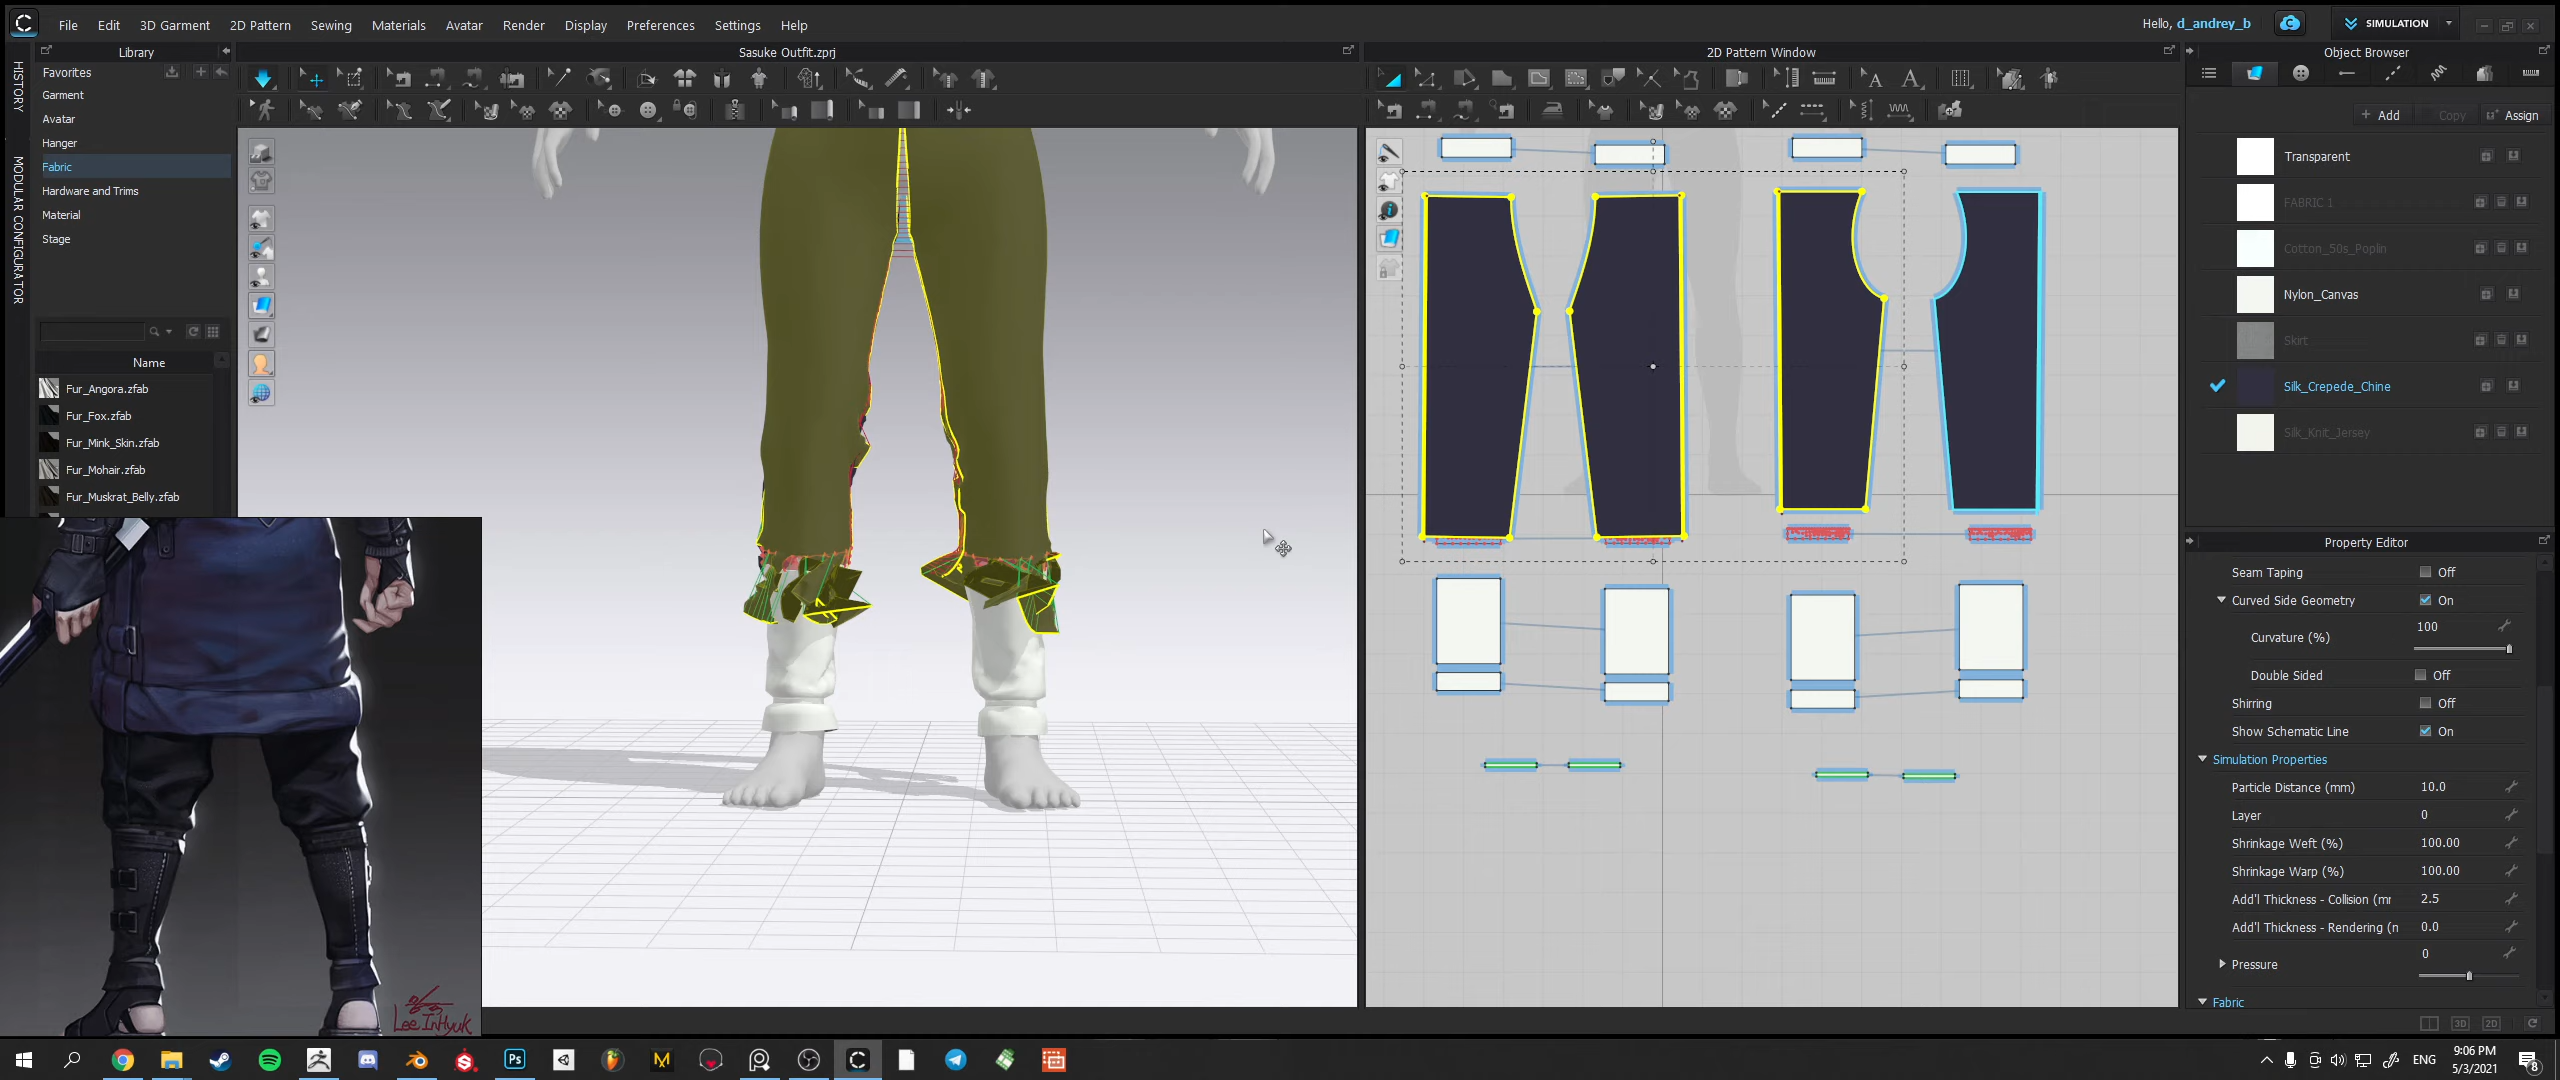 File Edit 3D Garment 2D Pattern Sewing Materials Avatar Render Display Preferences Settings Help
Hello, d_andrey_b
SIMULATION
HISTORY
MODULAR CONFIGURATOR
Library
Favorites
Garment
Avatar
Hanger
Fabric
Hardware and Trims
Material
Stage
Name
Fur_Angora.zfab
Fur_Fox.zfab
Fur_Mink_Skin.zfab
Fur_Mohair.zfab
Fur_Muskrat_Belly.zfab
Sasuke Outfit.zprj
2D Pattern Window
Object Browser
Add Copy Assign
Transparent
FABRIC 1
Cotton_50s_Poplin
Nylon_Canvas
Skirt
Silk_Crepede_Chine
Silk_Knit_Jersey
Property Editor
Seam Taping Off
Curved Side Geometry On
Curvature (%) 100
Double Sided Off
Shirring Off
Show Schematic Line On
Simulation Properties
Particle Distance (mm) 10.0
Layer 0
Shrinkage Weft (%) 100.00
Shrinkage Warp (%) 100.00
Add'l Thickness - Collision (mr 2.5
Add'l Thickness - Rendering (n 0.0
Pressure 0
Fabric
3D 2D
Lee InHyuk
Ps
ENG
9:06 PM
5/3/2021
8